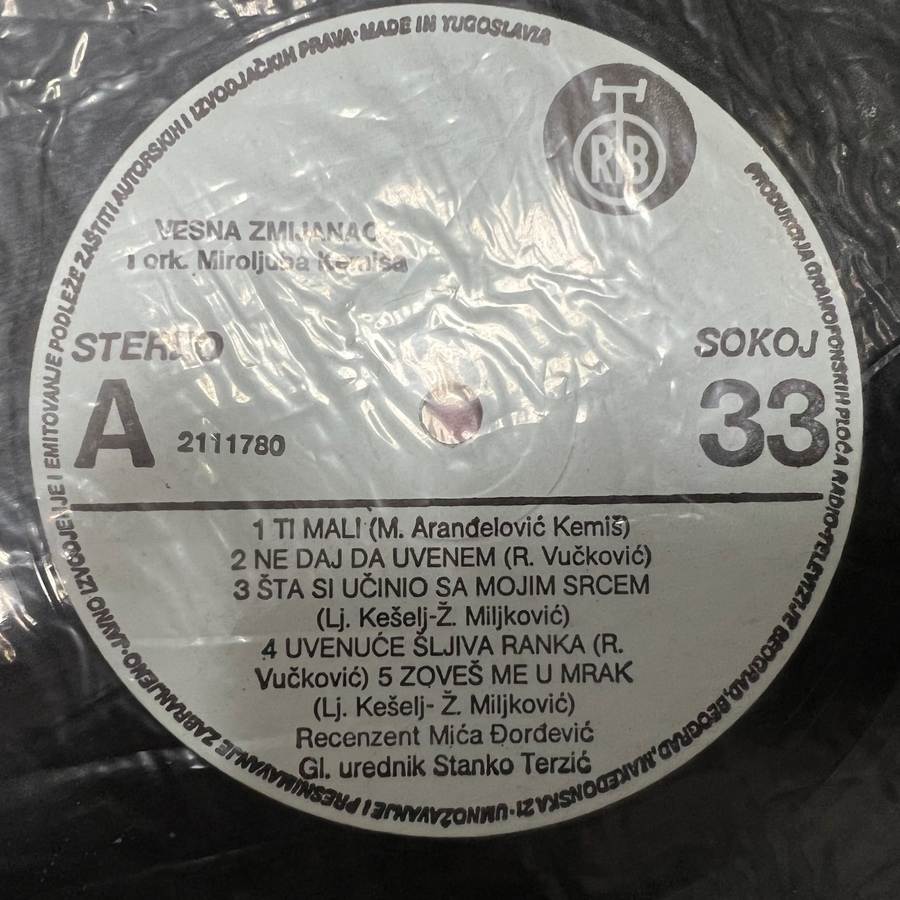 JAVNO IZVODJENJE I EMITOVANJE PODLEŽE ZAŠTITI AUTORSKIH I IZVODJAČKIH PRAVA·MADE IN YUGOSLAVIA
RTB
PRODUKCIJA GRAMOFONSKIH PLOČA RADIO-TELEVIZIJE BEOGRAD, BEOGRAD, MAKEDONSKA 21·UMNOŽAVANJE I PRESNIMAVANJE ZABRANJENO·
VESNA ZMIJANAC
i ork. Miroljuba Kemiša
STEREO
SOKOJ
A 2111780
33
1 TI MALI (M. Aranđelović Kemiš)
2 NE DAJ DA UVENEM (R. Vučković)
3 ŠTA SI UČINIO SA MOJIM SRCEM
(Lj. Kešelj-Ž. Miljković)
4 UVENUĆE ŠLJIVA RANKA (R.
Vučković) 5 ZOVEŠ ME U MRAK
(Lj. Kešelj- Ž. Miljković)
Recenzent Mića Đorđević
Gl. urednik Stanko Terzić